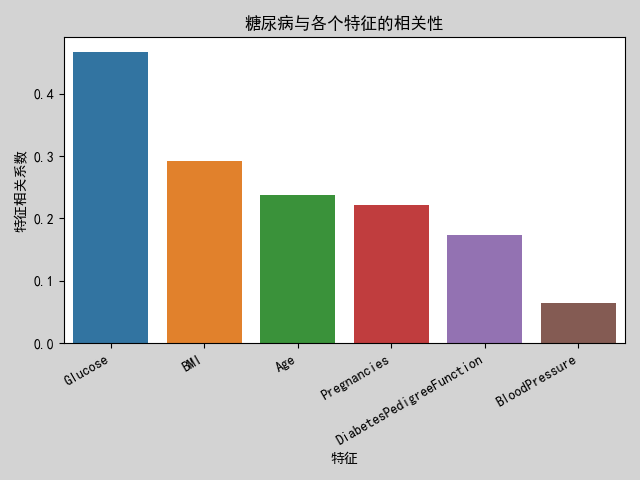 糖尿病与各个特征的相关性
特征相关系数
0.4
0.3
0.2
0.1
0.0
Glucose
BMI
Age
Pregnancies
DiabetesPedigreeFunction
BloodPressure
特征